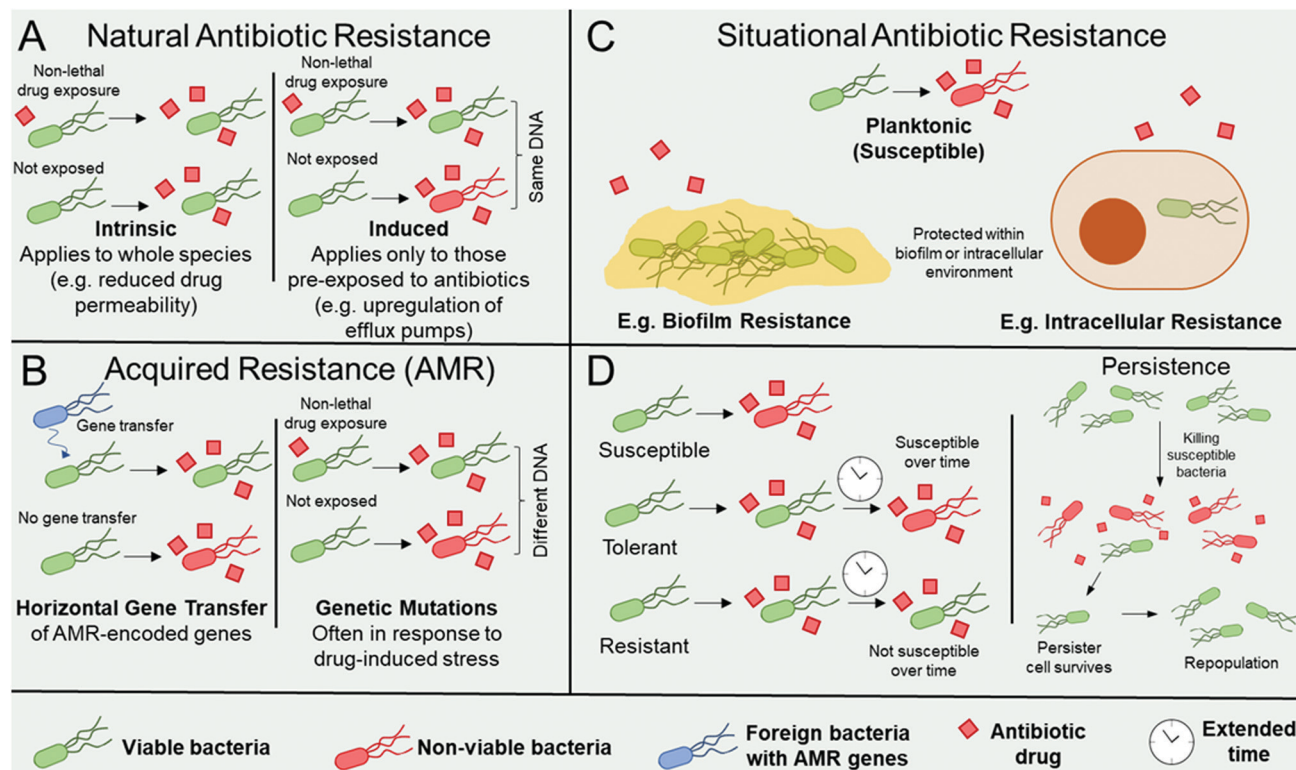 A
Natural Antibiotic Resistance
Non-lethal
drug exposure
Not exposed
Intrinsic
Applies to whole species
(e.g. reduced drug
permeability)
Non-lethal
drug exposure
Not exposed
Same DNA
Induced
Applies only to those
pre-exposed to antibiotics
(e.g. upregulation of
efflux pumps)
B
Acquired Resistance (AMR)
Gene transfer
No gene transfer
Horizontal Gene Transfer
of AMR-encoded genes
Non-lethal
drug exposure
Not exposed
Different DNA
Genetic Mutations
Often in response to
drug-induced stress
C
Situational Antibiotic Resistance
Planktonic
(Susceptible)
Protected within
biofilm or intracellular
environment
E.g. Biofilm Resistance
E.g. Intracellular Resistance
D
Susceptible
Tolerant
Susceptible
over time
Resistant
Not susceptible
over time
Persistence
Killing
susceptible
bacteria
Persister
cell survives
Repopulation
Viable bacteria
Non-viable bacteria
Foreign bacteria
with AMR genes
Antibiotic
drug
Extended
time